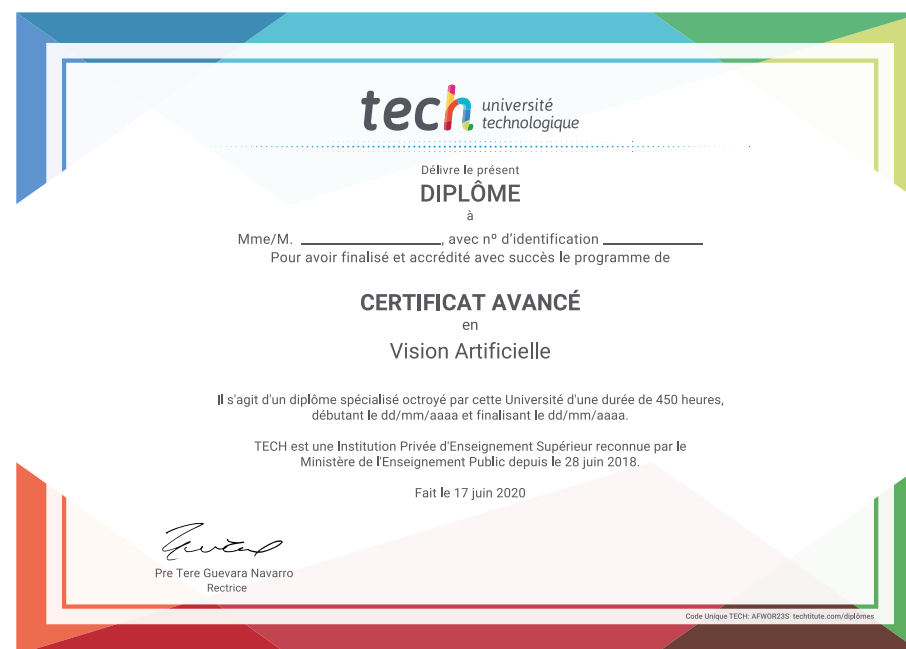 tech université
technologique
Délivre le présent
DIPLÔME
à
Mme/M. ____________________, avec nº d'identification ______________
Pour avoir finalisé et accrédité avec succès le programme de
CERTIFICAT AVANCÉ
en
Vision Artificielle
Il s'agit d'un diplôme spécialisé octroyé par cette Université d'une durée de 450 heures,
débutant le dd/mm/aaaa et finalisant le dd/mm/aaaa.
TECH est une Institution Privée d'Enseignement Supérieur reconnue par le
Ministère de l'Enseignement Public depuis le 28 juin 2018.
Fait le 17 juin 2020
Pre Tere Guevara Navarro
Rectrice
Code Unique TECH: AFWOR23S techtitute.com/diplômes